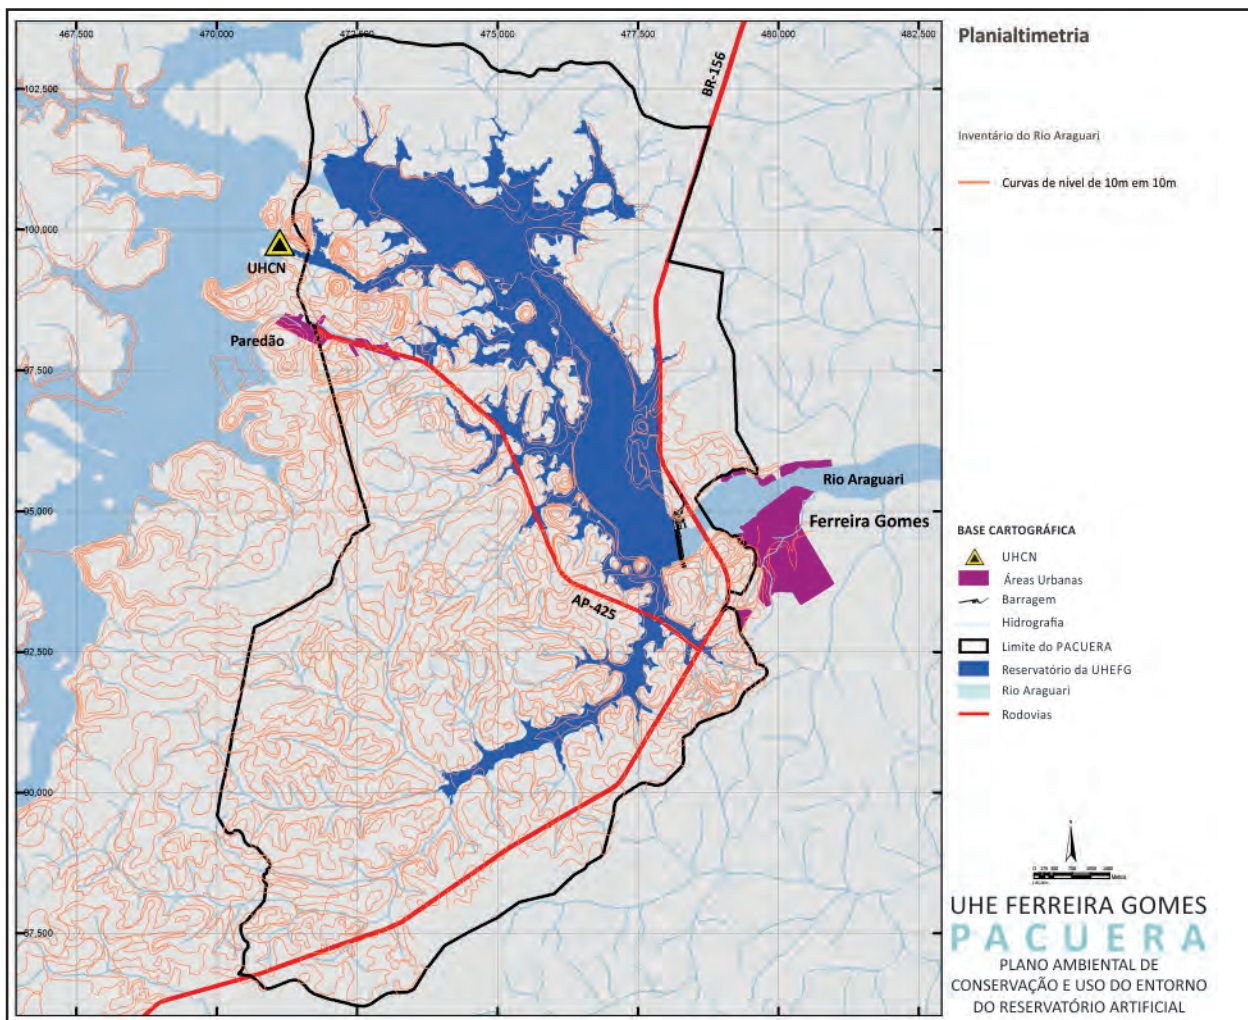 467.500
470.000
472.500
475.000
477.500
480.000
482.500
Planialtimetria
BR-156
102.500
Inventário do Rio Araguari
Curvas de nível de 10m em 10m
100.000
UHCN
Paredão
97.500
Rio Araguari
95.000
Ferreira Gomes
BASE CARTOGRÁFICA
UHCN
Áreas Urbanas
Barragem
Hidrografia
Limite do PACUERA
Reservatório da UHEFG
Rio Araguari
Rodovias
AP-425
92.500
90.000
87.500
UHE FERREIRA GOMES
PACUERA
PLANO AMBIENTAL DE
CONSERVAÇÃO E USO DO ENTORNO
DO RESERVATÓRIO ARTIFICIAL